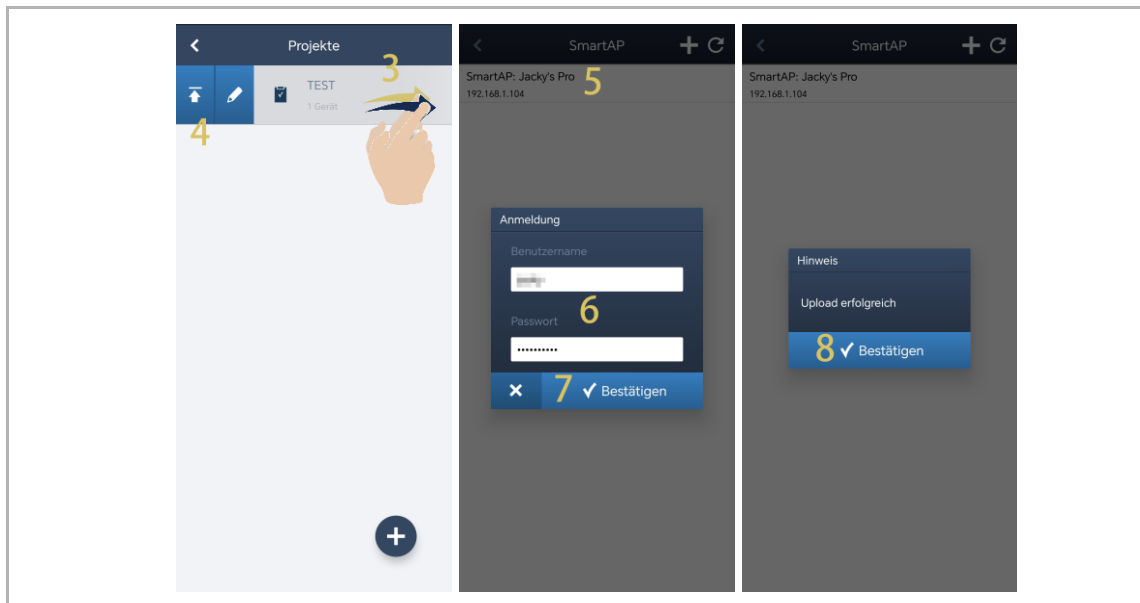 Projekte
3
TEST
1 Gerät
4
SmartAP
SmartAP: Jacky's Pro
5
192.168.1.104
Anmeldung
Benutzername
6
Passwort
••••••••••
7
Bestätigen
SmartAP
SmartAP: Jacky's Pro
192.168.1.104
Hinweis
Upload erfolgreich
8
Bestätigen